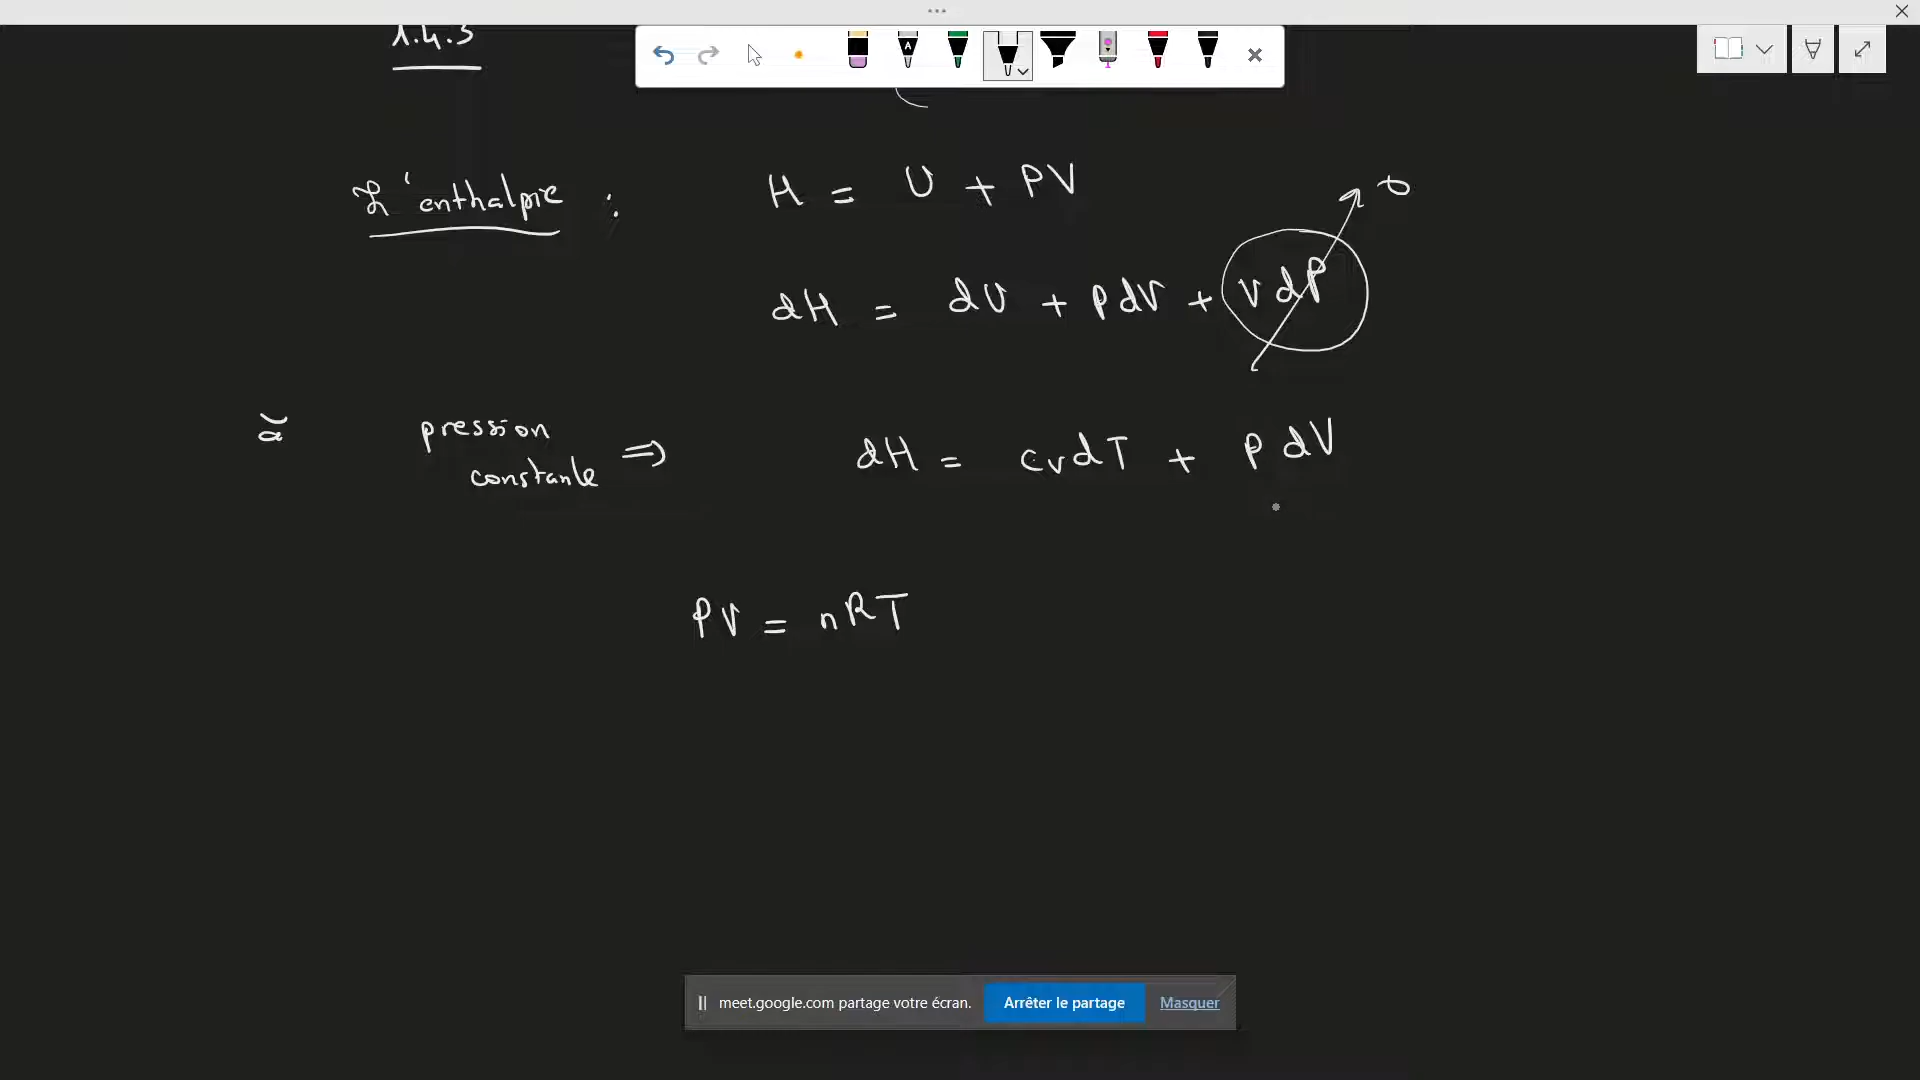 1.4.3
L'enthalpie : H = U + PV
dH = dU + PdV + VdP → 0
à pression constante ⇒ dH = cvdT + PdV
PV = nRT
meet.google.com partage votre écran. Arrêter le partage Masquer